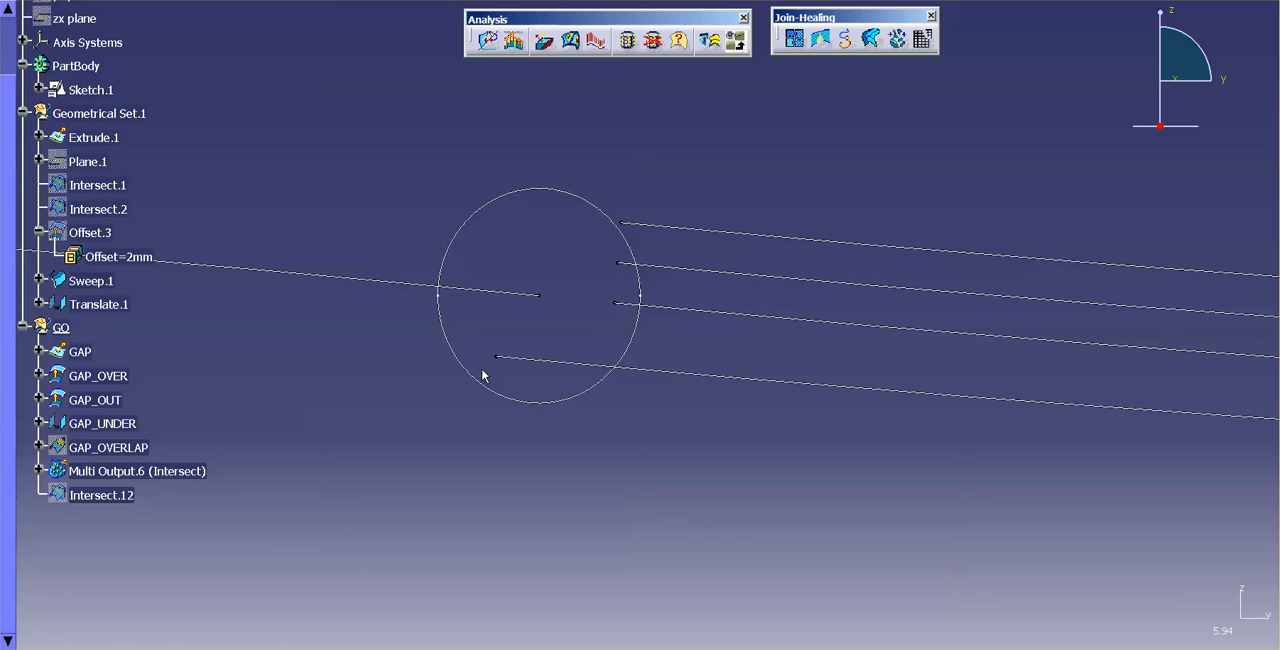 zx plane
Axis Systems
PartBody
Sketch.1
Geometrical Set.1
Extrude.1
Plane.1
Intersect.1
Intersect.2
Offset.3
Offset=2mm
Sweep.1
Translate.1
GO
GAP
GAP_OVER
GAP_OUT
GAP_UNDER
GAP_OVERLAP
Multi Output.6 (Intersect)
Intersect.12
Analysis
Join-Healing
z
x
y
z
y
5.94